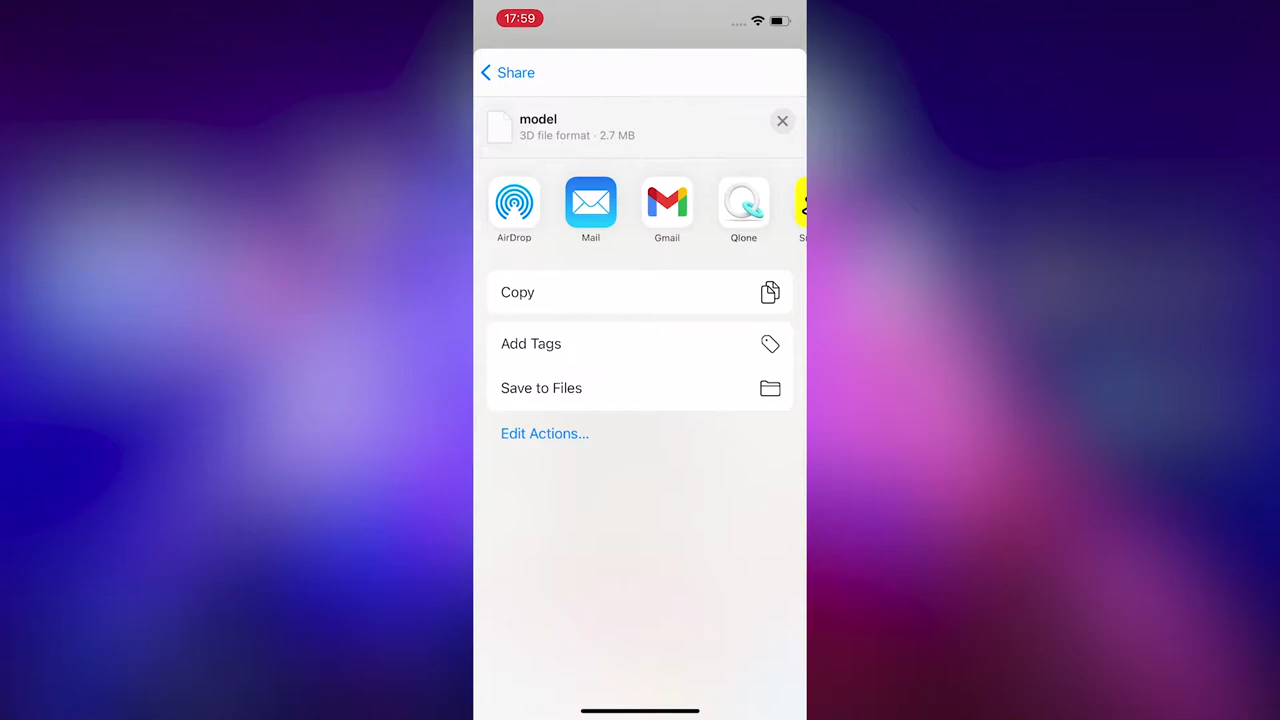 17:59
Share
model
3D file format · 2.7 MB
AirDrop
Mail
Gmail
Qlone
Copy
Add Tags
Save to Files
Edit Actions...